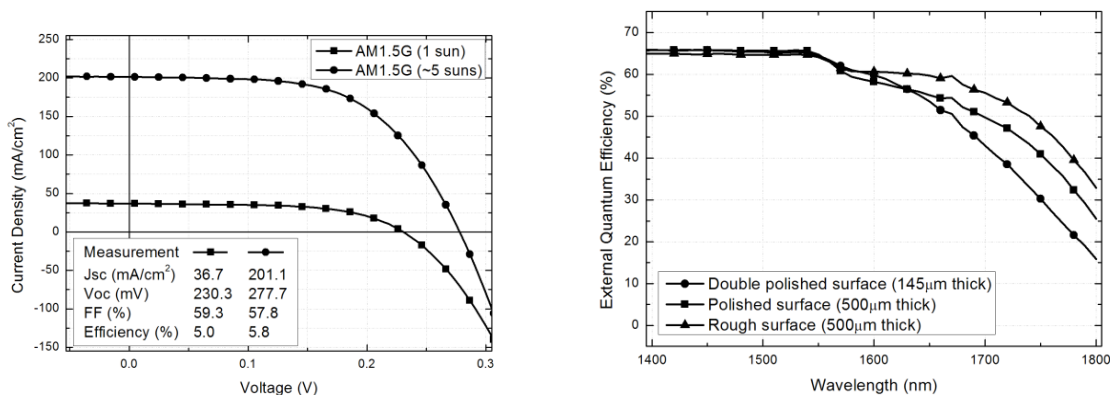 250
200
150
100
50
0
-50
-100
-150
Current Density (mA/cm²)
AM1.5G (1 sun)
AM1.5G (~5 suns)
Measurement
Jsc (mA/cm²) 36.7 201.1
Voc (mV) 230.3 277.7
FF (%) 59.3 57.8
Efficiency (%) 5.0 5.8
0.0 0.1 0.2 0.3
Voltage (V)
70
60
50
40
30
20
10
0
External Quantum Efficiency (%)
Double polished surface (145μm thick)
Polished surface (500μm thick)
Rough surface (500μm thick)
1400 1500 1600 1700 1800
Wavelength (nm)